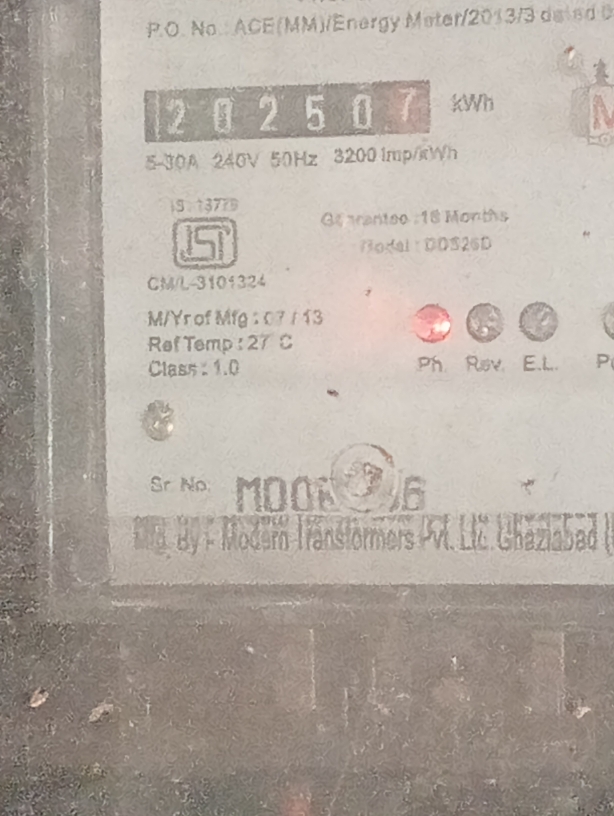 P.O. No.: ACE(MM)/Energy Meter/2013/3 dated
202507 kWh
5-30A 240V 50Hz 3200 Imp/kWh
IS 13779
Guarantee :18 Months
ISI
Model : DDS26D
CM/L-3101324
M/Yr of Mfg : 07 / 13
Ref Temp : 27° C
Class : 1.0
Ph. Rev. E.L.
Sr. No.
Mfg. By :- Modern Transformers Pvt. Ltd. Ghaziabad